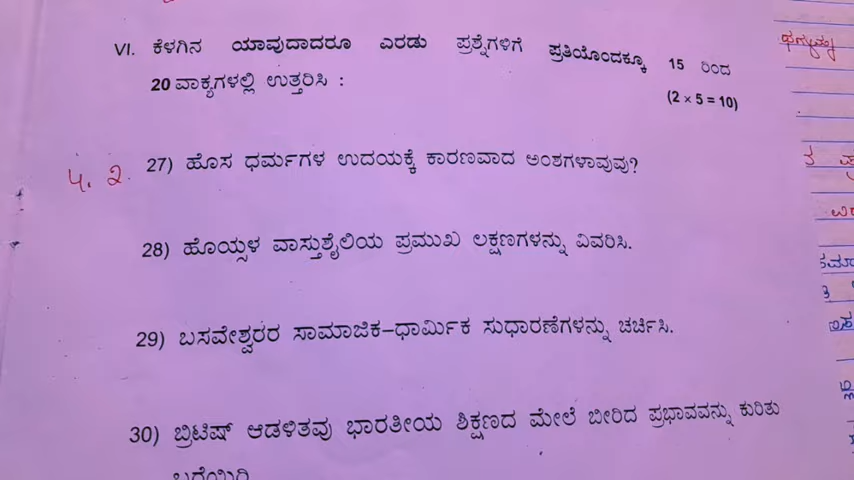 VI. ಕೆಳಗಿನ ಯಾವುದಾದರೂ ಎರಡು ಪ್ರಶ್ನೆಗಳಿಗೆ ಪ್ರತಿಯೊಂದಕ್ಕೂ 15 ರಿಂದ
20 ವಾಕ್ಯಗಳಲ್ಲಿ ಉತ್ತರಿಸಿ :
(2 × 5 = 10)
27) ಹೊಸ ಧರ್ಮಗಳ ಉದಯಕ್ಕೆ ಕಾರಣವಾದ ಅಂಶಗಳಾವುವು?
28) ಹೊಯ್ಸಳ ವಾಸ್ತುಶೈಲಿಯ ಪ್ರಮುಖ ಲಕ್ಷಣಗಳನ್ನು ವಿವರಿಸಿ.
29) ಬಸವೇಶ್ವರರ ಸಾಮಾಜಿಕ–ಧಾರ್ಮಿಕ ಸುಧಾರಣೆಗಳನ್ನು ಚರ್ಚಿಸಿ.
30) ಬ್ರಿಟಿಷ್ ಆಡಳಿತವು ಭಾರತೀಯ ಶಿಕ್ಷಣದ ಮೇಲೆ ಬೀರಿದ ಪ್ರಭಾವವನ್ನು ಕುರಿತು